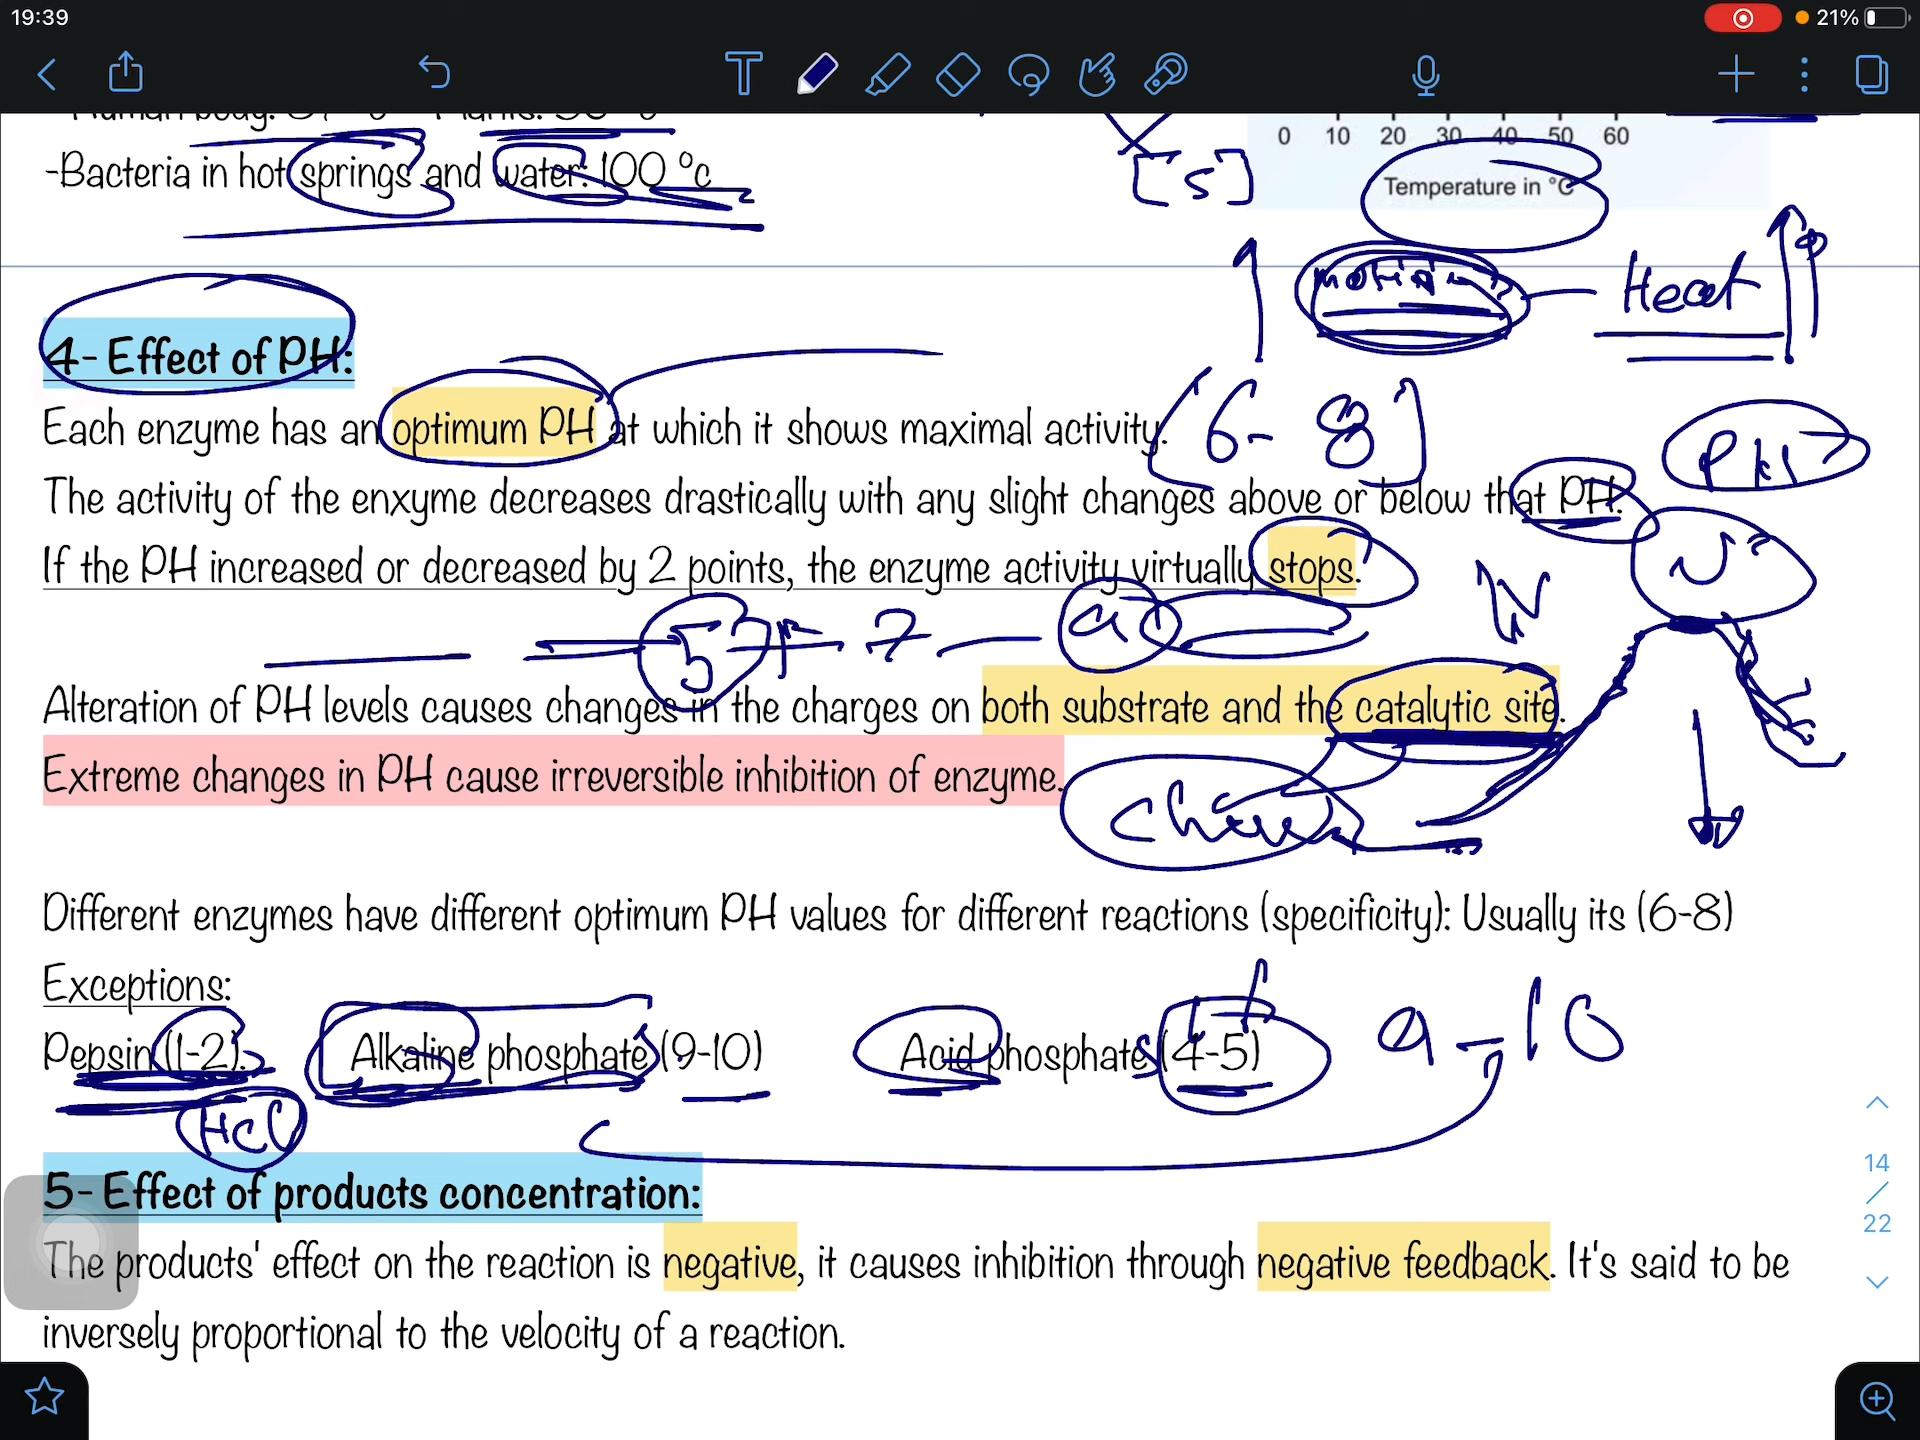 19:39
21%
-Bacteria in hot springs and water: 100 °c
[S]
0 10 20 30 40 50 60
Temperature in °C
Heat
4- Effect of PH:
Each enzyme has an optimum PH at which it shows maximal activity.
[6- 8]
The activity of the enxyme decreases drastically with any slight changes above or below that PH.
If the PH increased or decreased by 2 points, the enzyme activity virtually stops.
5 7 9
Alteration of PH levels causes changes in the charges on both substrate and the catalytic site.
Extreme changes in PH cause irreversible inhibition of enzyme.
Different enzymes have different optimum PH values for different reactions (specificity): Usually its (6-8)
Exceptions:
Pepsin (1-2). Alkaline phosphate (9-10) Acid phosphate (4-5) 9-10
HCl
5- Effect of products concentration:
The products' effect on the reaction is negative, it causes inhibition through negative feedback. It's said to be
inversely proportional to the velocity of a reaction.
14
/
22